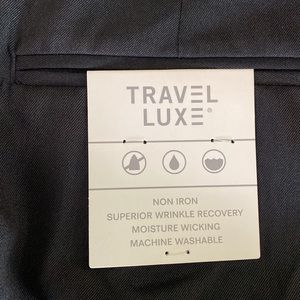 TRAVEL
LUXE®
NON IRON
SUPERIOR WRINKLE RECOVERY
MOISTURE WICKING
MACHINE WASHABLE